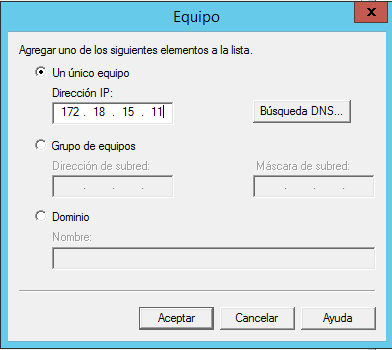 Equipo
x
Agregar uno de los siguientes elementos a la lista.
Un único equipo
Dirección IP:
172 . 18 . 15 . 11
Búsqueda DNS...
Grupo de equipos
Dirección de subred: Máscara de subred:
. . . . . .
Dominio
Nombre:
Aceptar Cancelar Ayuda